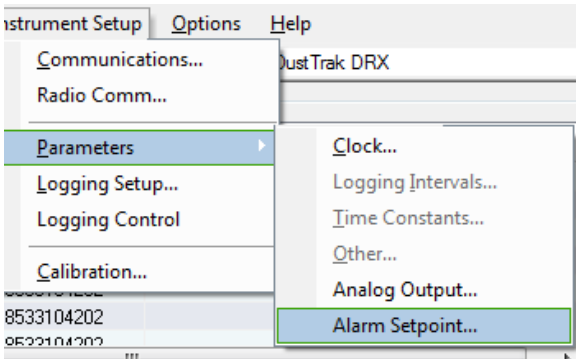 nstrument Setup Options Help
Communications...
DustTrak DRX
Radio Comm...
Parameters
Clock...
Logging Setup...
Logging Intervals...
Logging Control
Time Constants...
Other...
Calibration...
Analog Output...
8533104202
Alarm Setpoint...